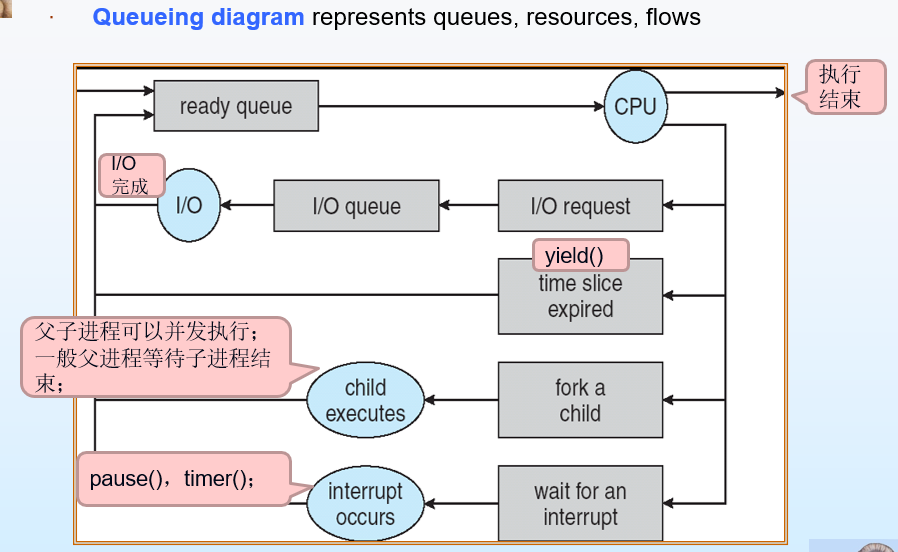 · Queueing diagram represents queues, resources, flows
执行
结束
ready queue
CPU
I/O
完成
I/O
I/O queue
I/O request
yield()
time slice
expired
父子进程可以并发执行；
一般父进程等待子进程结
束；
child
executes
fork a
child
pause()，timer()；
interrupt
occurs
wait for an
interrupt